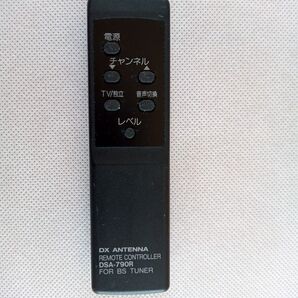 電源
チャンネル
TV/独立 音声切換
レベル
DX ANTENNA
REMOTE CONTROLLER
DSA-790R
FOR BS TUNER